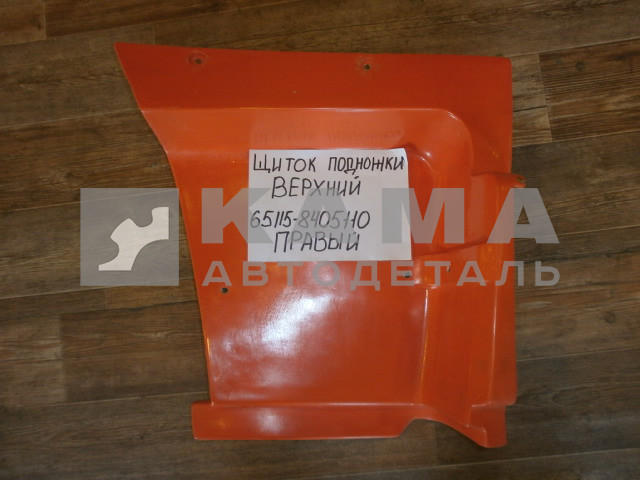 ЩИТОК ПОДНОЖКИ
ВЕРХНИЙ
65115-8405110
ПРАВЫЙ
КАМА
АВТОДЕТАЛЬ